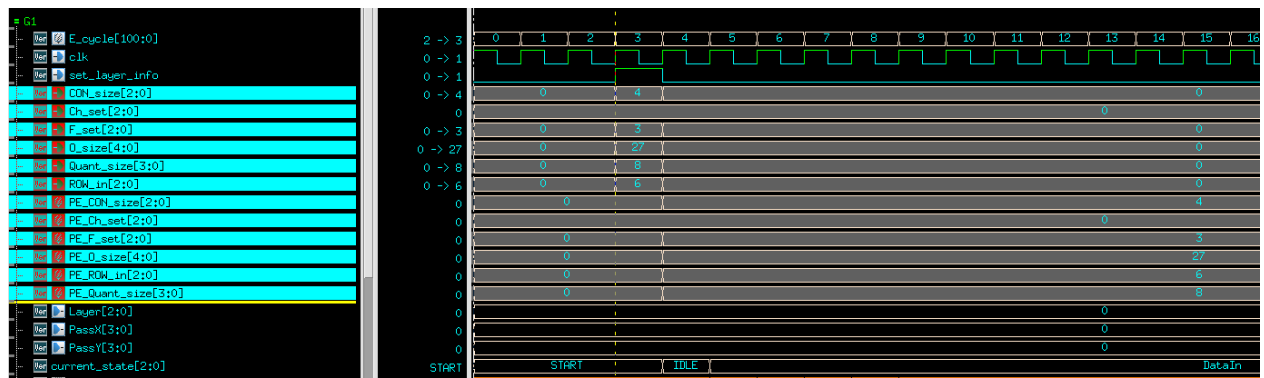 G1
E_cycle[100:0] 2 -> 3 0 1 2 3 4 5 6 7 8 9 10 11 12 13 14 15 16
clk 0 -> 1
set_layer_info 0 -> 1
CON_size[2:0] 0 -> 4 0 4 0
Ch_set[2:0] 0 0
F_set[2:0] 0 -> 3 0 3 0
O_size[4:0] 0 -> 27 0 27 0
Quant_size[3:0] 0 -> 8 0 8 0
ROW_in[2:0] 0 -> 6 0 6 0
PE_CON_size[2:0] 0 0 4
PE_Ch_set[2:0] 0 0
PE_F_set[2:0] 0 0 3
PE_O_size[4:0] 0 0 27
PE_ROW_in[2:0] 0 0 6
PE_Quant_size[3:0] 0 0 8
Layer[2:0] 0 0
PassX[3:0] 0 0
PassY[3:0] 0 0
current_state[2:0] START START IDLE DataIn